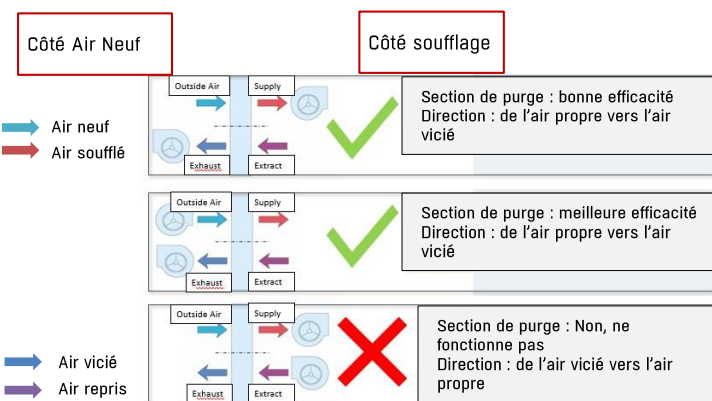 Côté Air Neuf
Côté soufflage
Air neuf
Air soufflé
Outside Air
Supply
Exhaust
Extract
Section de purge : bonne efficacité
Direction : de l'air propre vers l'air
vicié
Outside Air
Supply
Exhaust
Extract
Section de purge : meilleure efficacité
Direction : de l'air propre vers l'air
vicié
Outside Air
Supply
Exhaust
Extract
Section de purge : Non, ne
fonctionne pas
Direction : de l'air vicié vers l'air
propre
Air vicié
Air repris